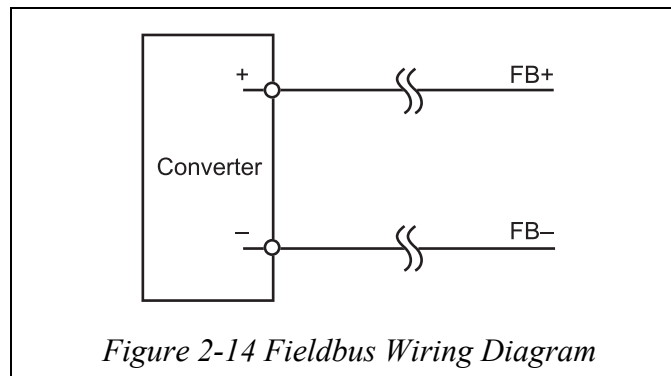 +
FB+
Converter
–
FB–
Figure 2-14 Fieldbus Wiring Diagram